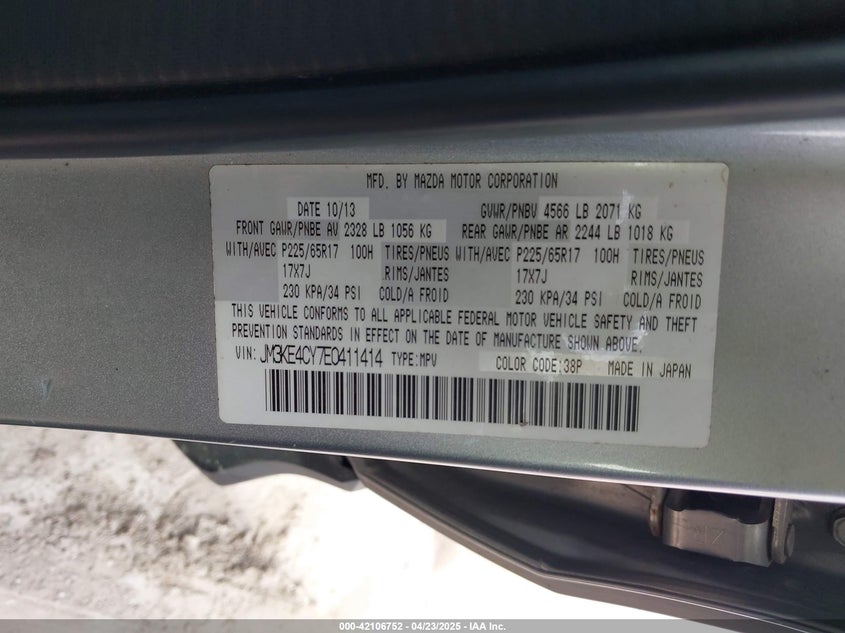 MFD. BY MAZDA MOTOR CORPORATION
DATE 10/13 GVWR/PNBV 4566 LB 2071 KG
FRONT GAWR/PNBE AV 2328 LB 1056 KG REAR GAWR/PNBE AR 2244 LB 1018 KG
WITH/AVEC P225/65R17 100H TIRES/PNEUS WITH/AVEC P225/65R17 100H TIRES/PNEUS
17X7J RIMS/JANTES 17X7J RIMS/JANTES
230 KPA/34 PSI COLD/A FROID 230 KPA/34 PSI COLD/A FROID
THIS VEHICLE CONFORMS TO ALL APPLICABLE FEDERAL MOTOR VEHICLE SAFETY AND THEFT
PREVENTION STANDARDS IN EFFECT ON THE DATE OF MANUFACTURE SHOWN ABOVE.
VIN: JM3KE4CY7E0411414 TYPE:MPV COLOR CODE:38P MADE IN JAPAN
000-42106752 — 04/23/2025 — IAA Inc.